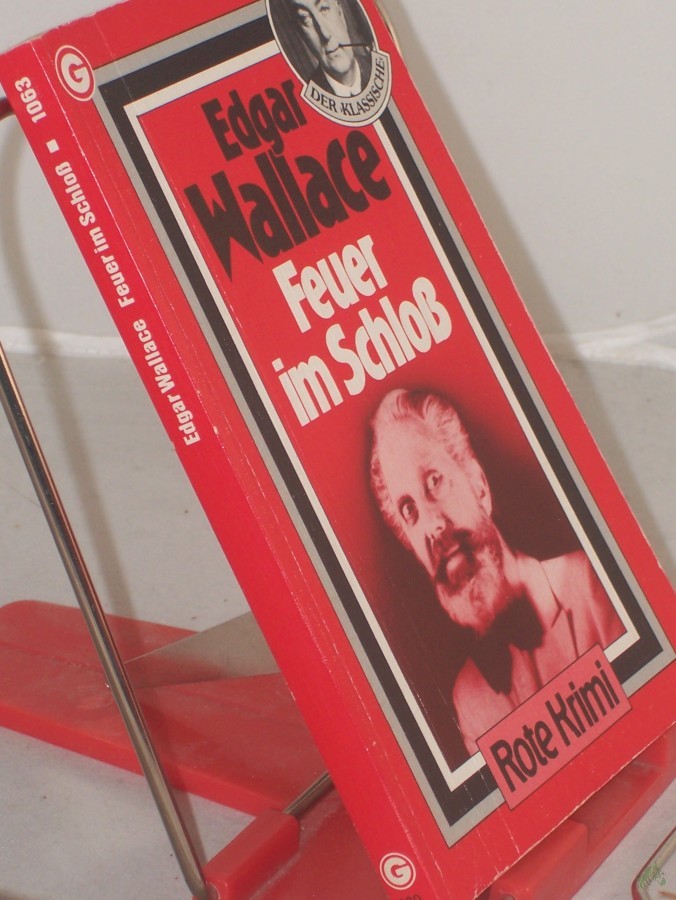 G
Edgar Wallace Feuer im Schloß ■ 1063
G
DER ›KLASSISCHE‹
Edgar
Wallace
Feuer
im Schloß
Rote Krimi